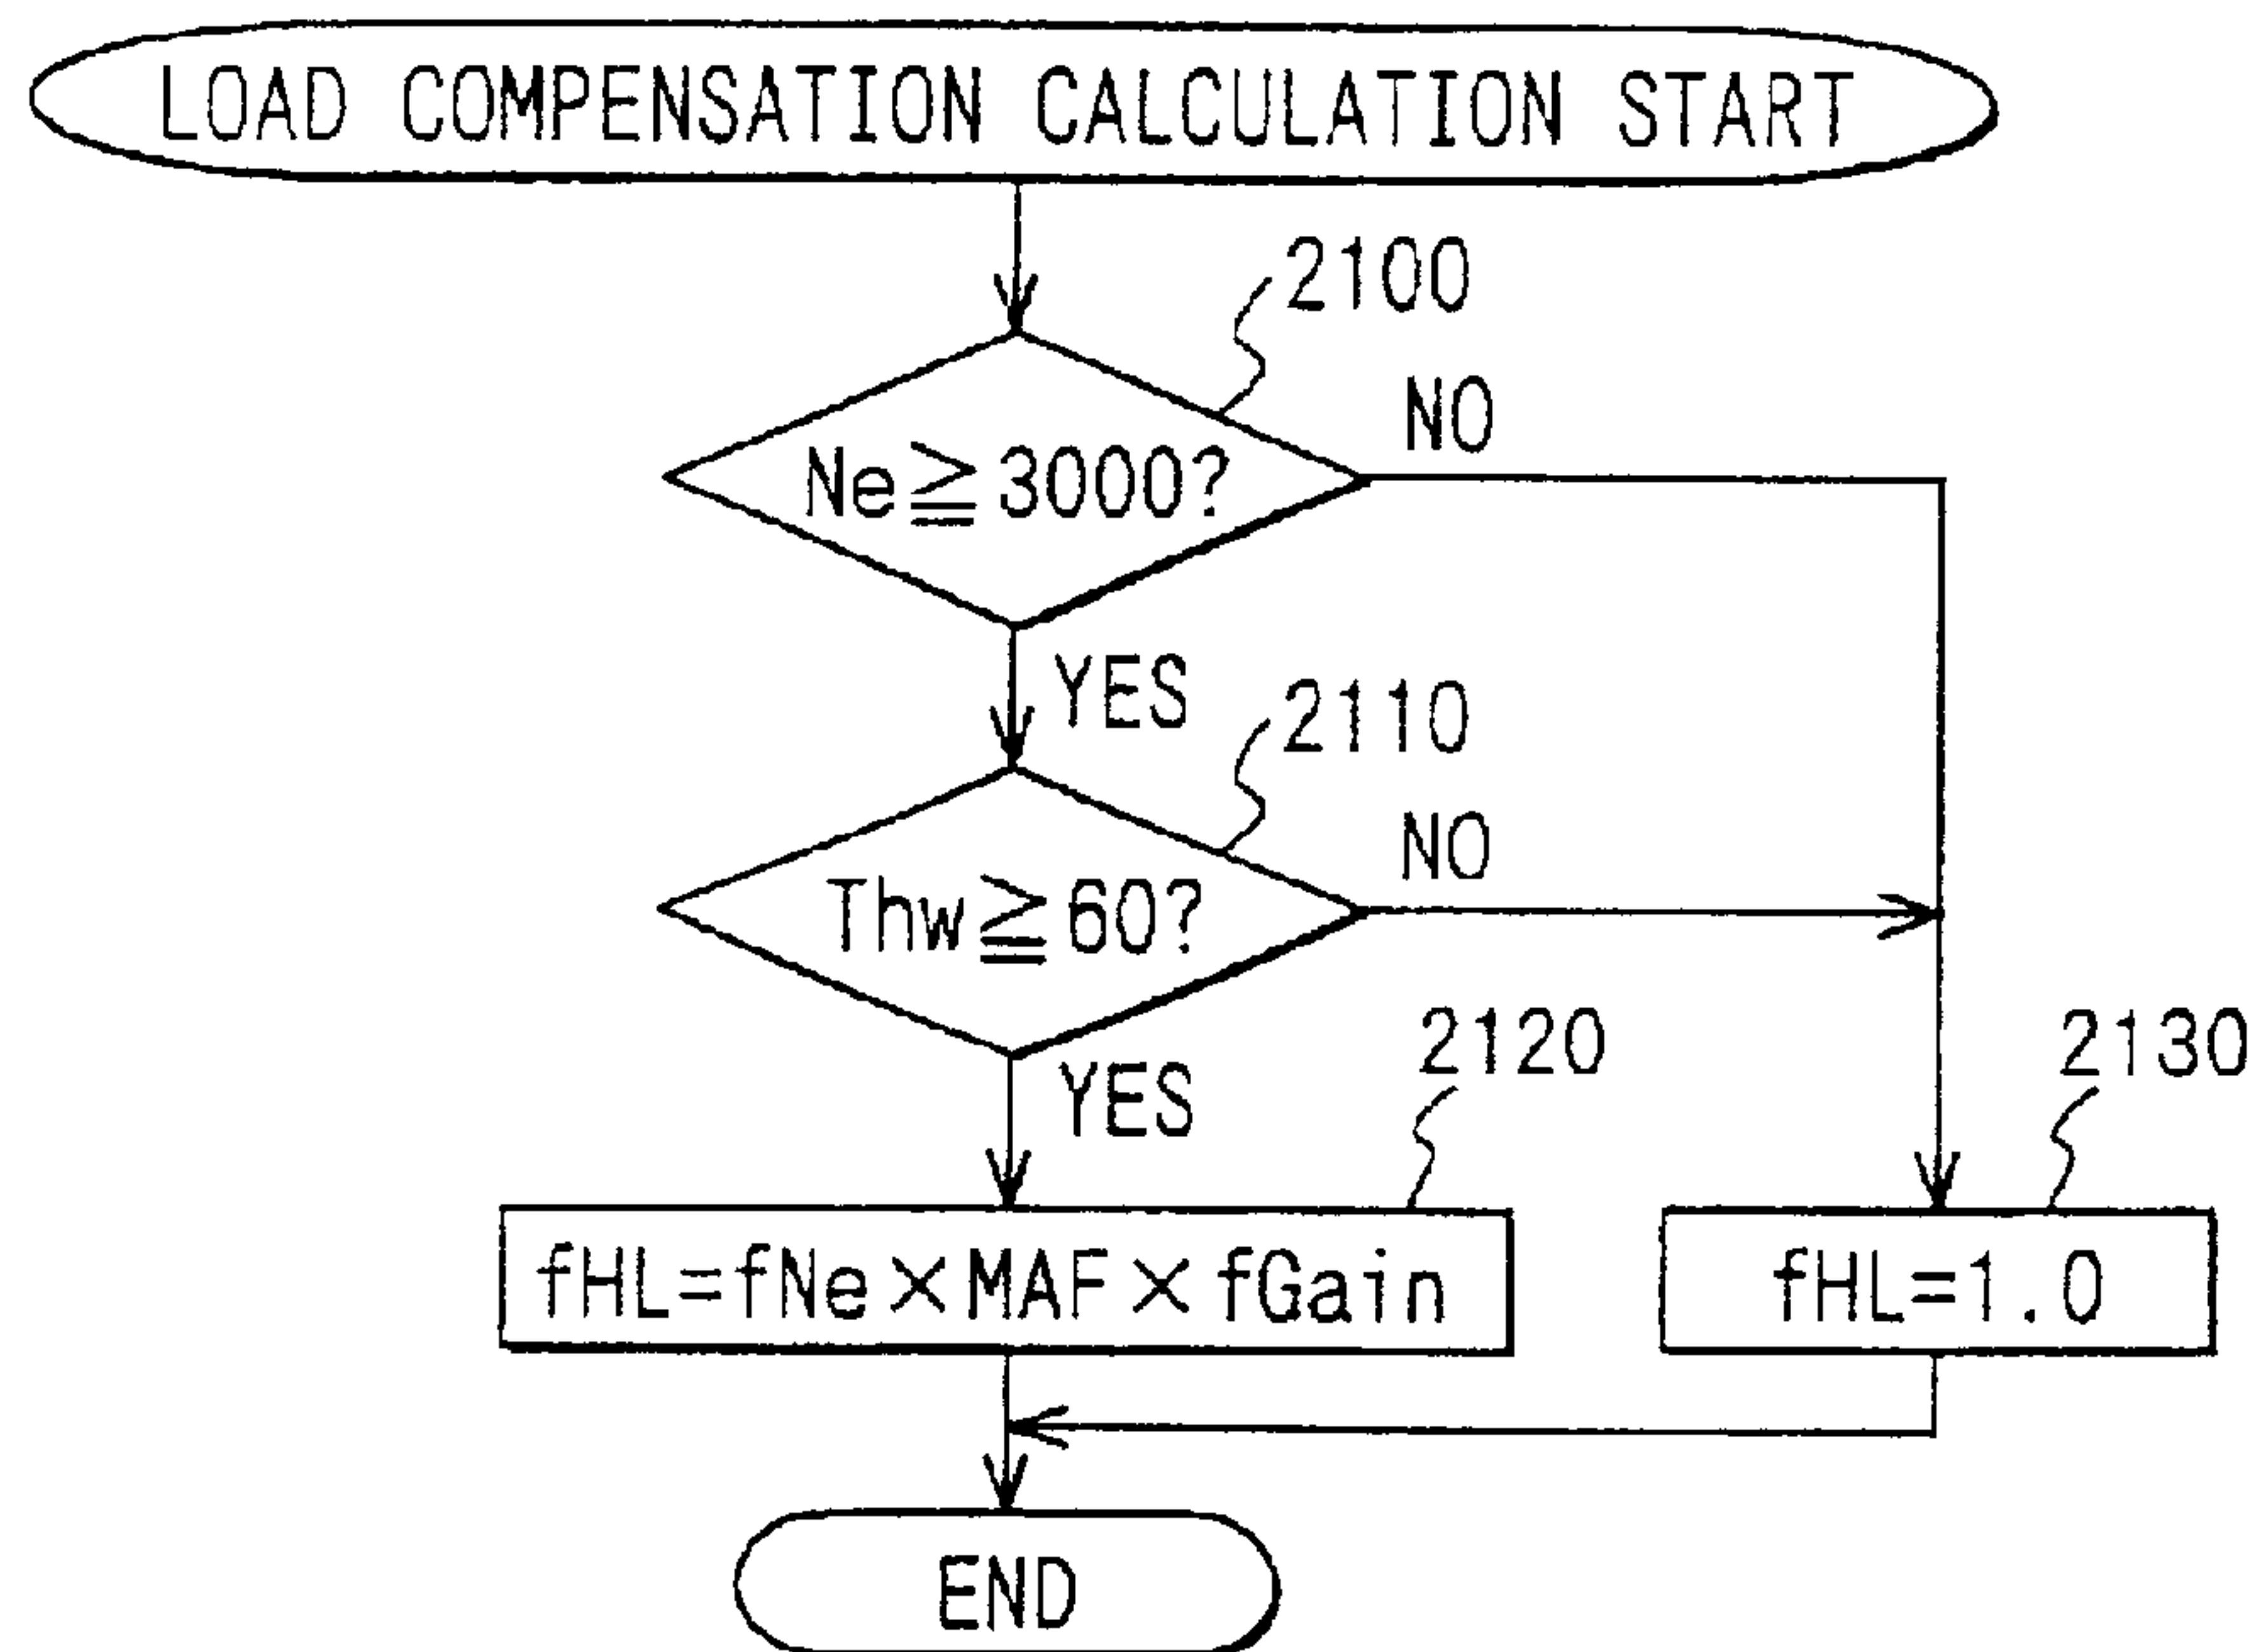 LOAD COMPENSATION CALCULATION START
2100
Ne≧3000?
NO
YES
2110
Thw≧60?
NO
YES
2120
2130
fHL=fNe×MAF×fGain
fHL=1.0
END